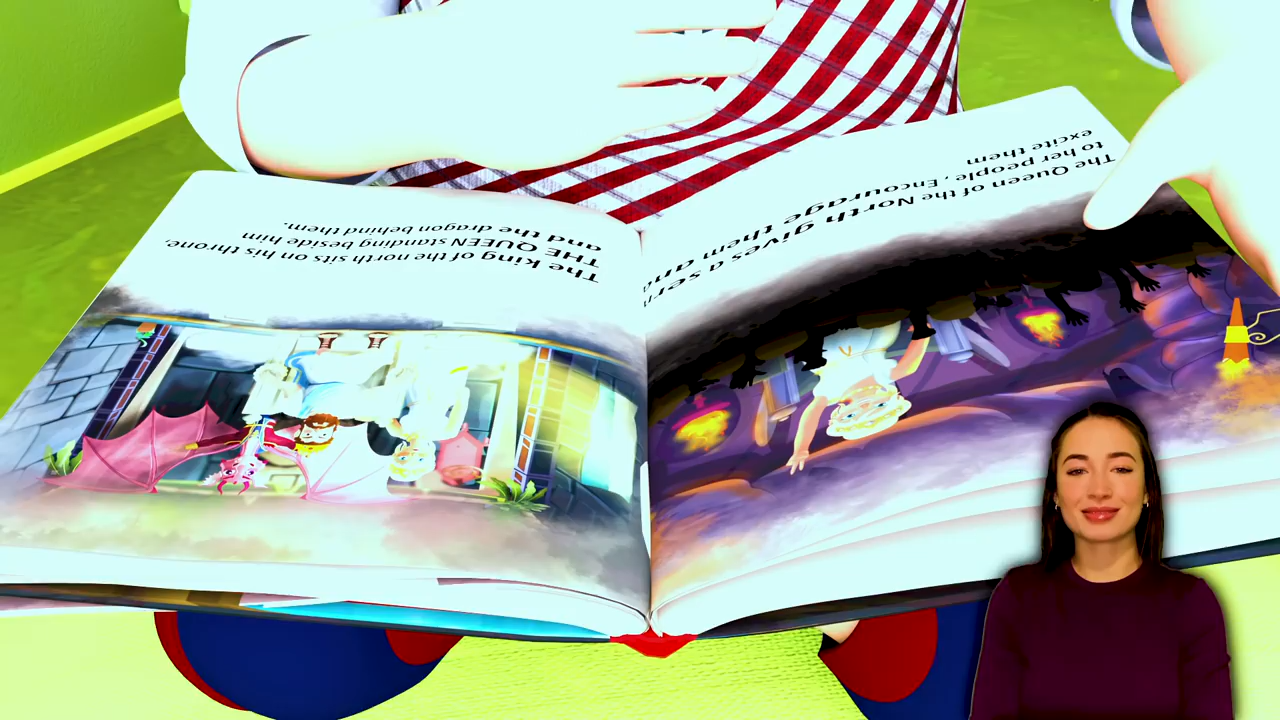 The king of the north sits on his throne,
THE QUEEN standing beside him
and the dragon behind them.
The Queen of the North gives a
to her people , Encourage them and
excite them